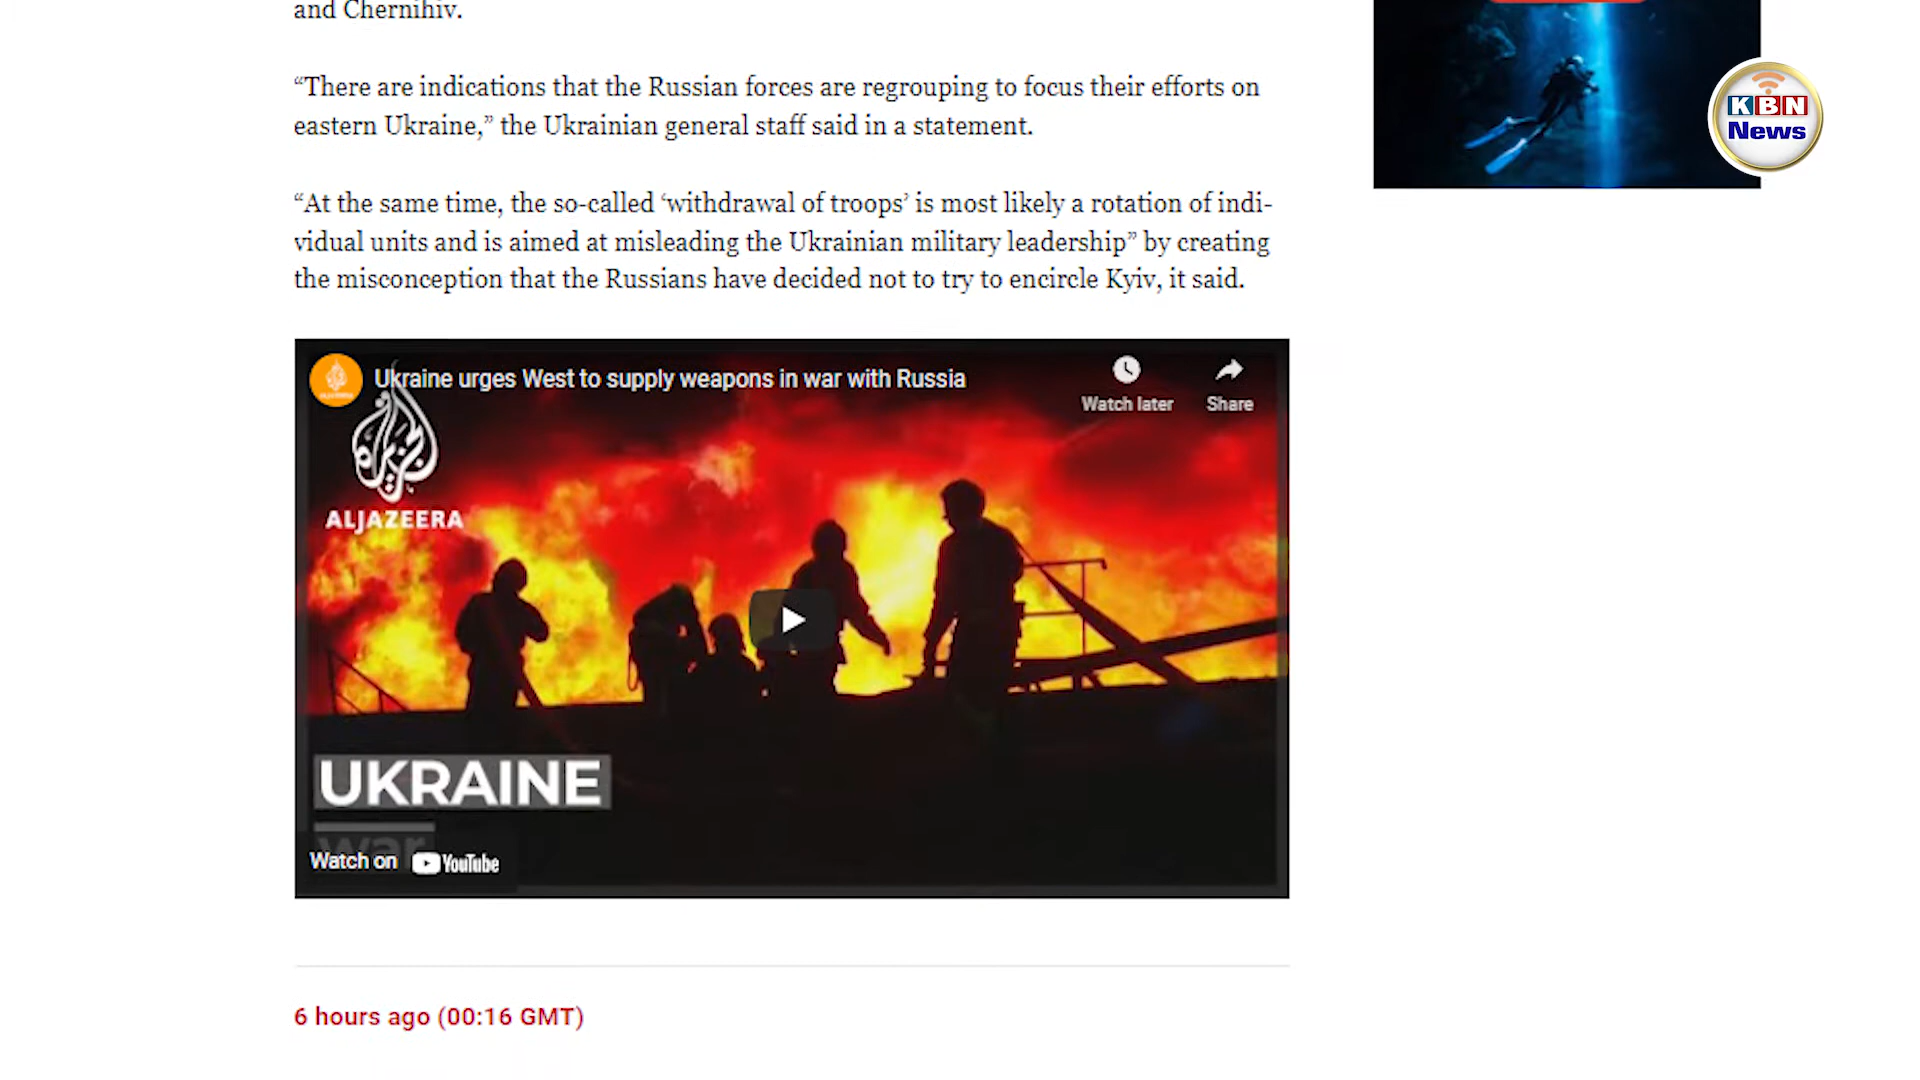 and Chernihiv.
“There are indications that the Russian forces are regrouping to focus their efforts on
eastern Ukraine,” the Ukrainian general staff said in a statement.
“At the same time, the so-called ‘withdrawal of troops’ is most likely a rotation of indi-
vidual units and is aimed at misleading the Ukrainian military leadership” by creating
the misconception that the Russians have decided not to try to encircle Kyiv, it said.
KBN
News
Ukraine urges West to supply weapons in war with Russia
Watch later
Share
الجزيرة
ALJAZEERA
UKRAINE
war
Watch on YouTube
6 hours ago (00:16 GMT)